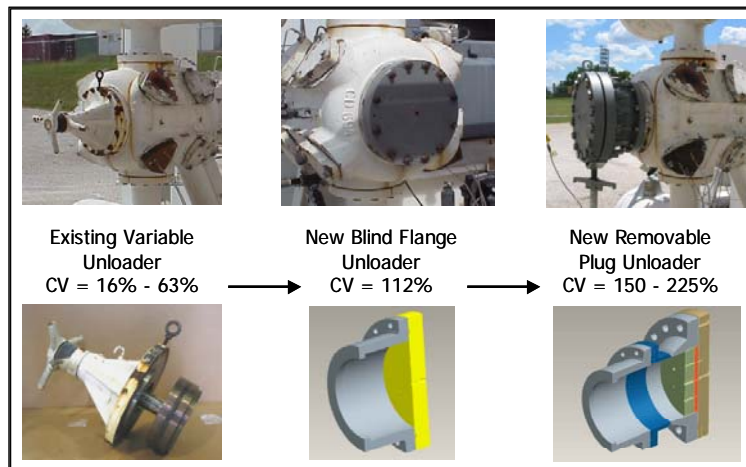 Existing Variable
Unloader
CV = 16% - 63%
New Blind Flange
Unloader
CV = 112%
New Removable
Plug Unloader
CV = 150 - 225%